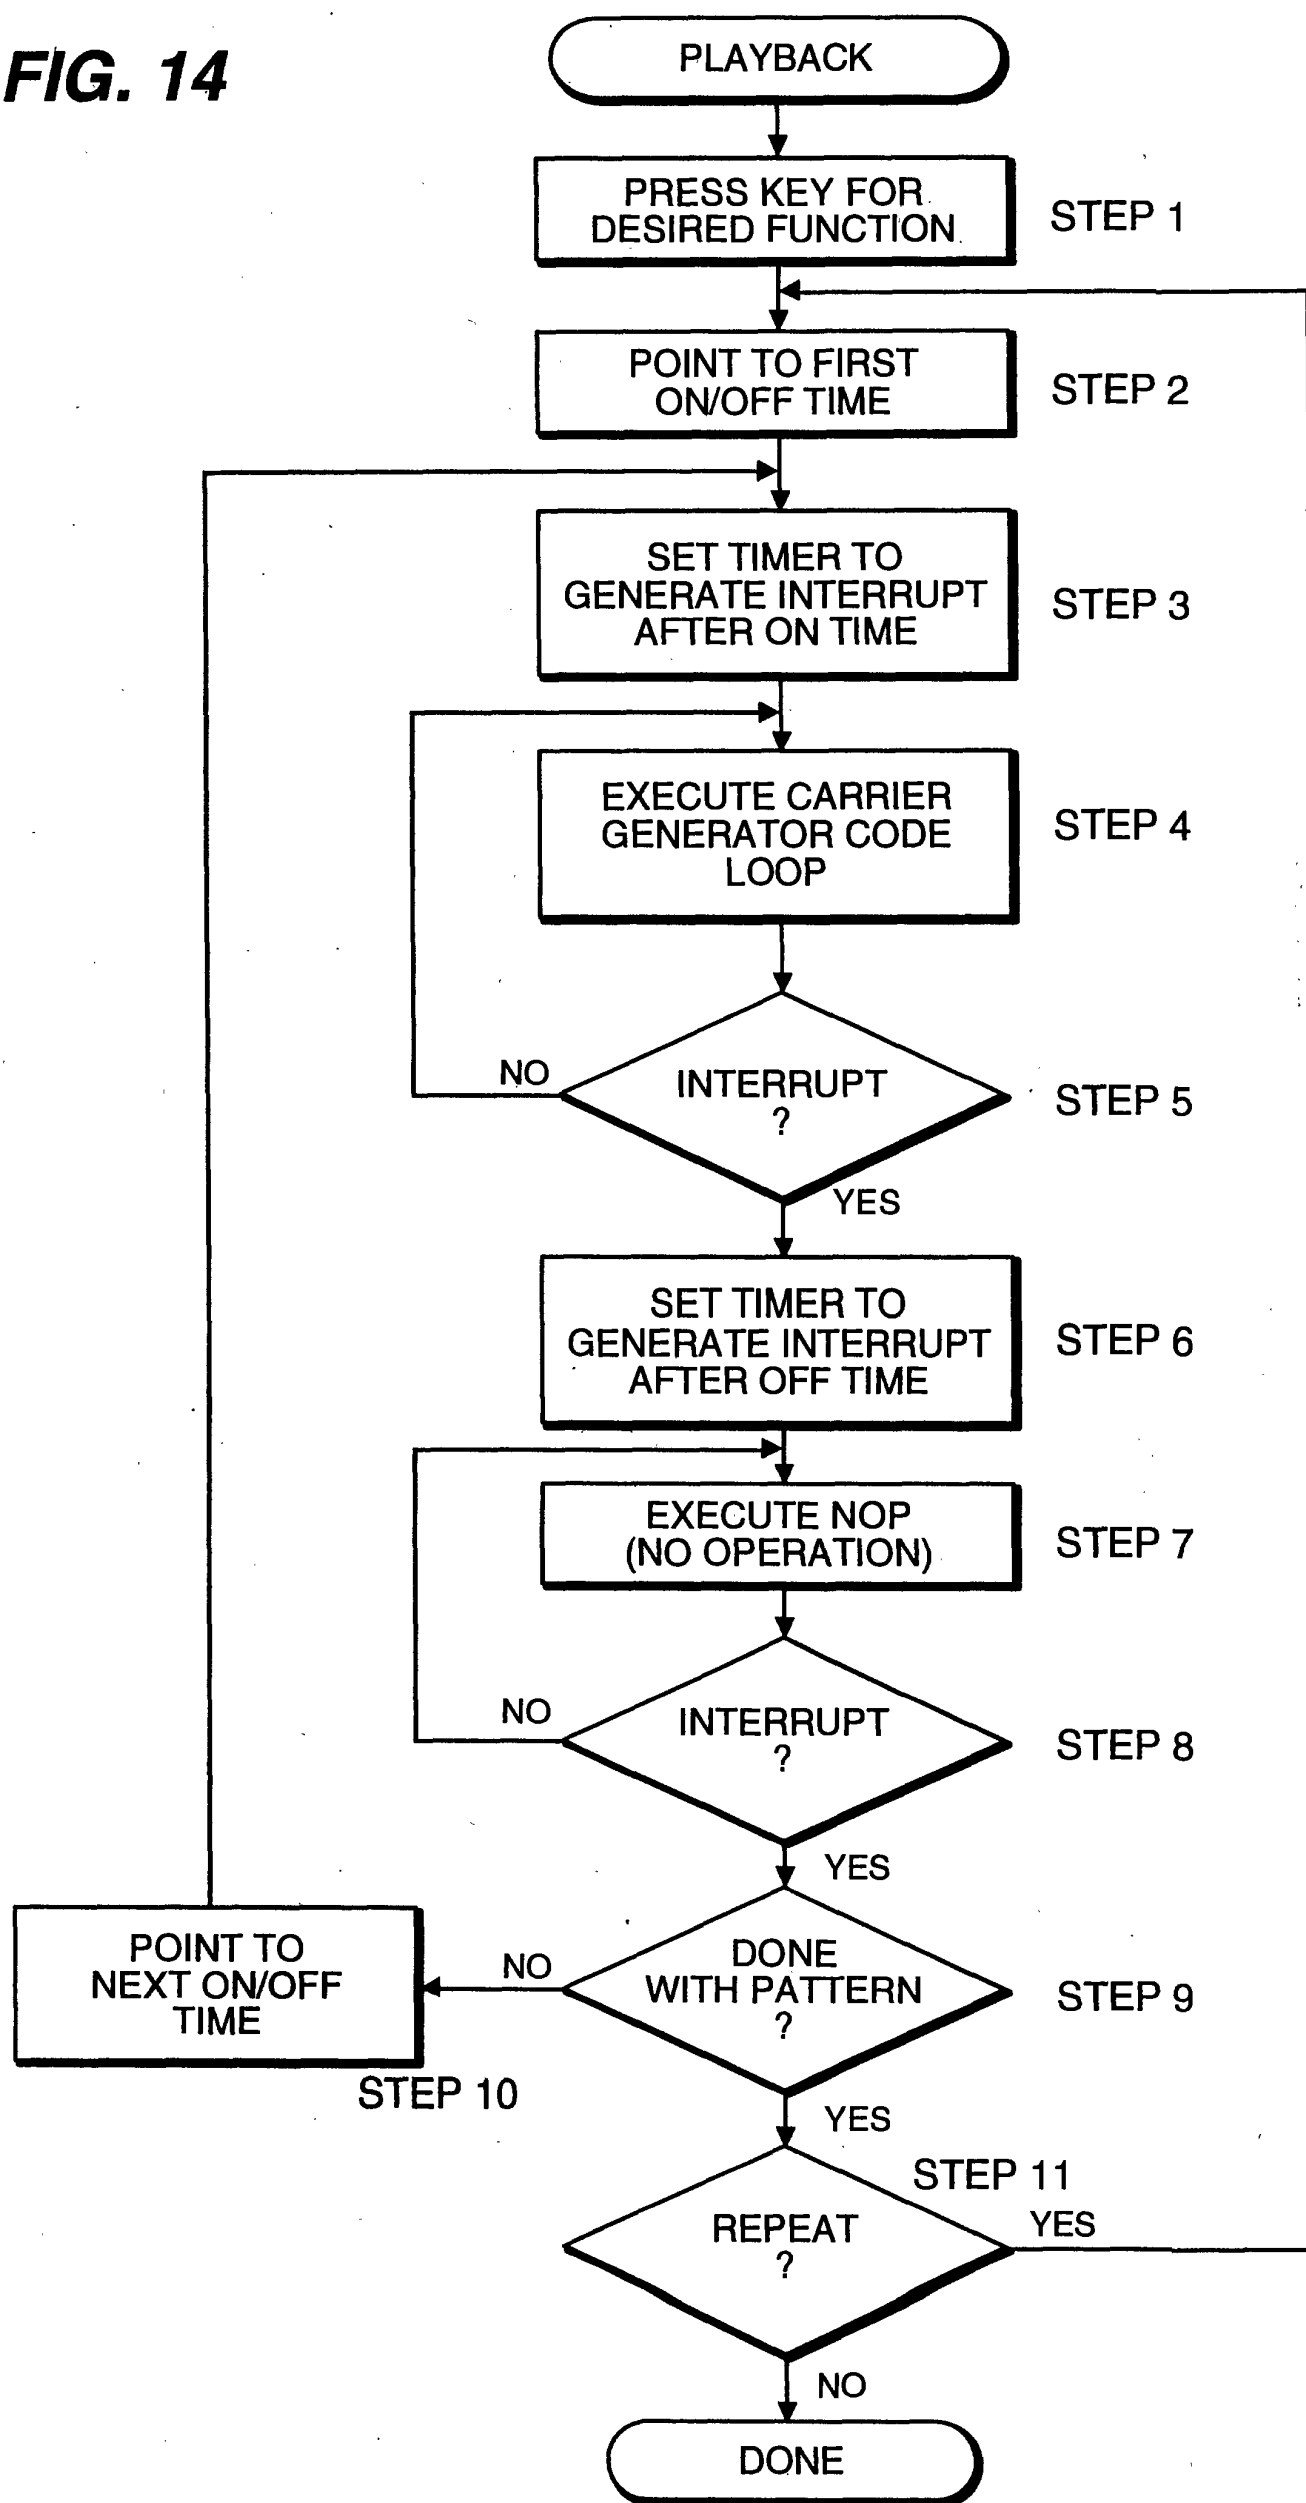 FIG. 14
PLAYBACK
PRESS KEY FOR
DESIRED FUNCTION
STEP 1
POINT TO FIRST
ON/OFF TIME
STEP 2
SET TIMER TO
GENERATE INTERRUPT
AFTER ON TIME
STEP 3
EXECUTE CARRIER
GENERATOR CODE
LOOP
STEP 4
NO
INTERRUPT
?
STEP 5
YES
SET TIMER TO
GENERATE INTERRUPT
AFTER OFF TIME
STEP 6
EXECUTE NOP
(NO OPERATION)
STEP 7
NO
INTERRUPT
?
STEP 8
YES
POINT TO
NEXT ON/OFF
TIME
STEP 10
NO
DONE
WITH PATTERN
?
STEP 9
YES
STEP 11
REPEAT
?
YES
NO
DONE